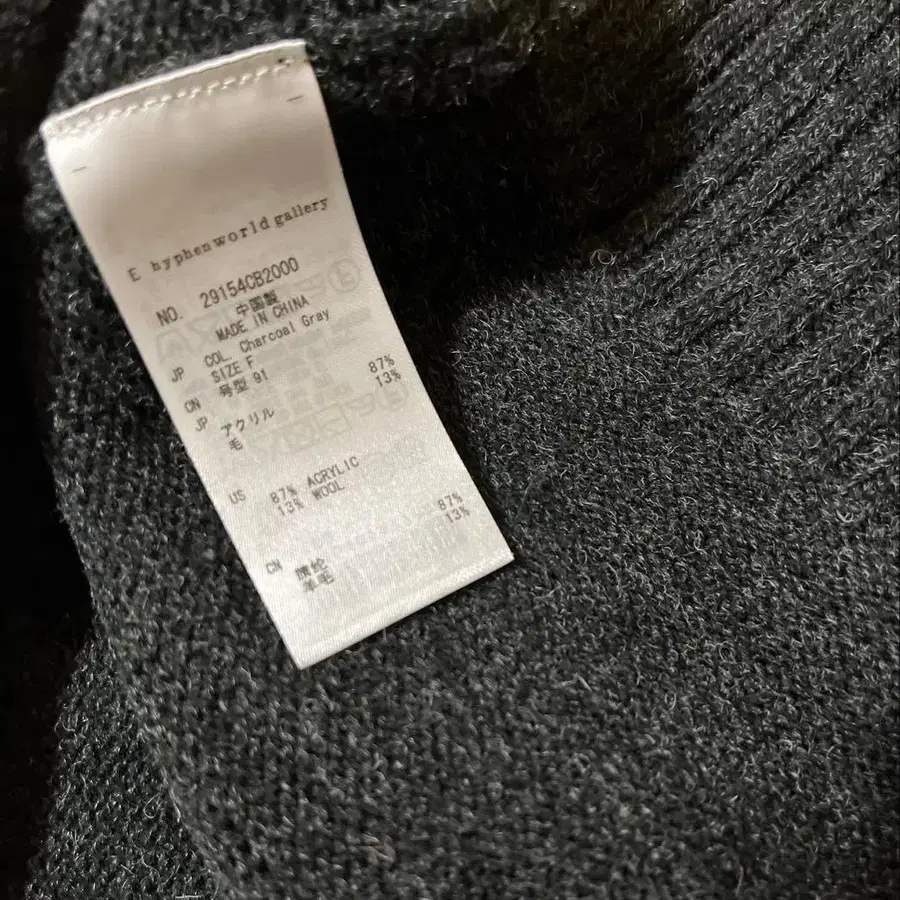 E hyphen world gallery
NO. 29154CB2000
中国製
MADE IN CHINA
JP COL. Charcoal Gray
SIZE F
CN 号型 91
JP アクリル 87%
毛 13%
US 87% ACRYLIC
13% WOOL
CN 腈纶 87%
羊毛 13%